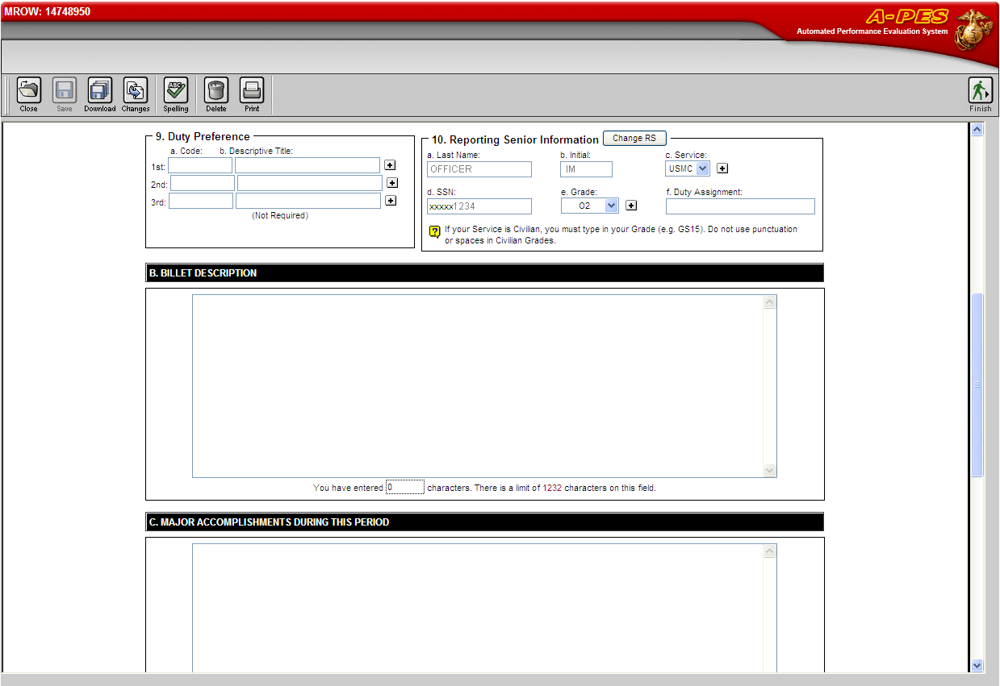 MROW: 14748950
A-PES
Automated Performance Evaluation System
Close Save Download Changes ABC Spelling Delete Print Finish
9. Duty Preference
a. Code: b. Descriptive Title:
1st:
2nd:
3rd:
(Not Required)
10. Reporting Senior Information Change RS
a. Last Name: b. Initial: c. Service:
OFFICER IM USMC
d. SSN: e. Grade: f. Duty Assignment:
xxxxx1234 O2
? If your Service is Civilian, you must type in your Grade (e.g. GS15). Do not use punctuation
or spaces in Civilian Grades.
B. BILLET DESCRIPTION
You have entered 0 characters. There is a limit of 1232 characters on this field.
C. MAJOR ACCOMPLISHMENTS DURING THIS PERIOD